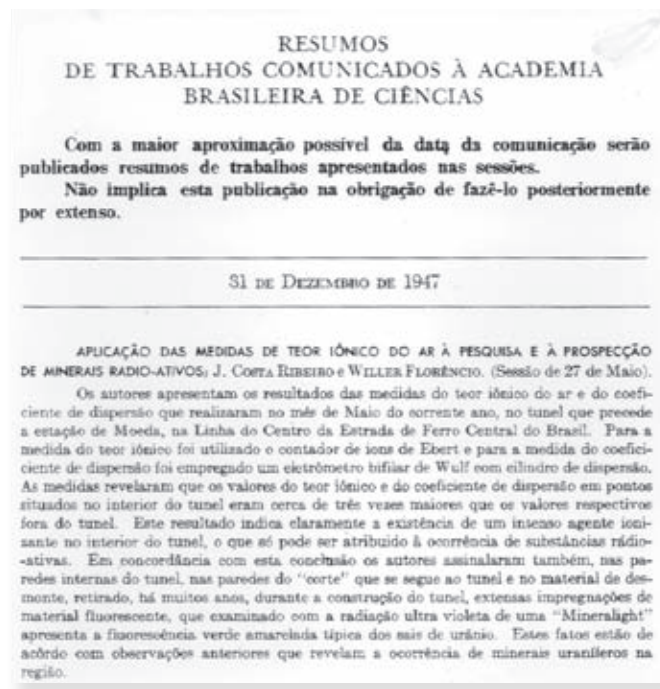 RESUMOS
DE TRABALHOS COMUNICADOS À ACADEMIA
BRASILEIRA DE CIÊNCIAS
Com a maior aproximação possível da data da comunicação serão
publicados resumos de trabalhos apresentados nas sessões.
Não implica esta publicação na obrigação de fazê-lo posteriormente
por extenso.
31 DE DEZEMBRO DE 1947
APLICAÇÃO DAS MEDIDAS DE TEOR IÔNICO DO AR À PESQUISA E À PROSPECÇÃO
DE MINERAIS RADIO-ATIVOS; J. COSTA RIBEIRO e WILLER FLORÊNCIO. (Sessão de 27 de Maio).
Os autores apresentam os resultados das medidas do teor iônico do ar e do coefi-
ciente de dispersão que realizaram no mês de Maio do corrente ano, no tunel que precede
a estação de Moeda, na Linha do Centro da Estrada de Ferro Central do Brasil. Para a
medida do teor iônico foi utilizado o contador de ions de Ebert e para a medida do coefici-
ciente de dispersão foi empregado um eletrômetro bifilar de Wulf com cilindro de dispersão.
As medidas revelaram que os valores do teor iônico e do coeficiente de dispersão em pontos
situados no interior do tunel eram cerca de três vezes maiores que os valores respectivos
fora do tunel. Este resultado indica claramente a existência de um intenso agente ioni-
sante no interior do tunel, o que só pode ser atribuido à ocorrência de substâncias rádio-
-ativas. Em concordância com esta conclusão os autores assinalaram também, nas pa-
redes internas do tunel, nas paredes do "corte" que se segue ao tunel e no material de des-
monte, retirado, há muitos anos, durante a construção do tunel, extensas impregnações de
material fluorescente, que examinado com a radiação ultra violeta de uma "Mineralight"
apresenta a fluorescência verde amarelada típica dos sais de urânio. Estes fatos estão de
acôrdo com observações anteriores que revelam a ocorrência de minerais uraníferos na
região.